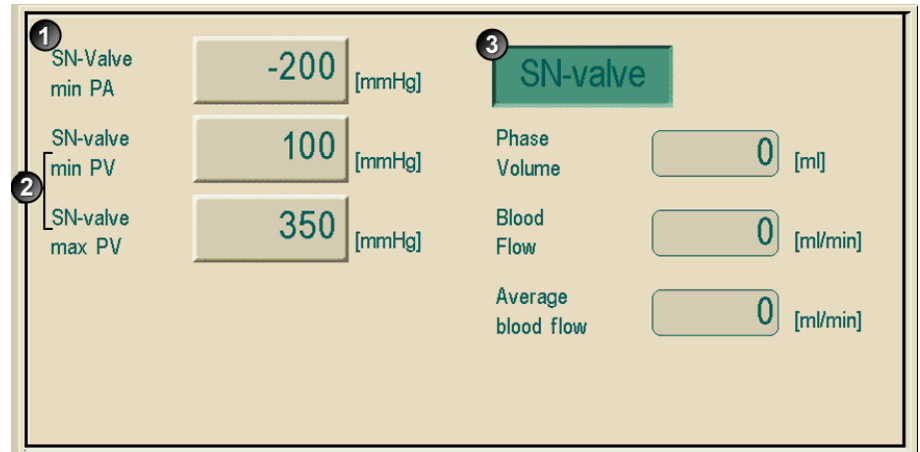 1
SN-Valve
min PA
-200
[mmHg]
SN-valve
min PV
100
[mmHg]
2
SN-valve
max PV
350
[mmHg]
3
SN-valve
Phase
Volume
0
[ml]
Blood
Flow
0
[ml/min]
Average
blood flow
0
[ml/min]